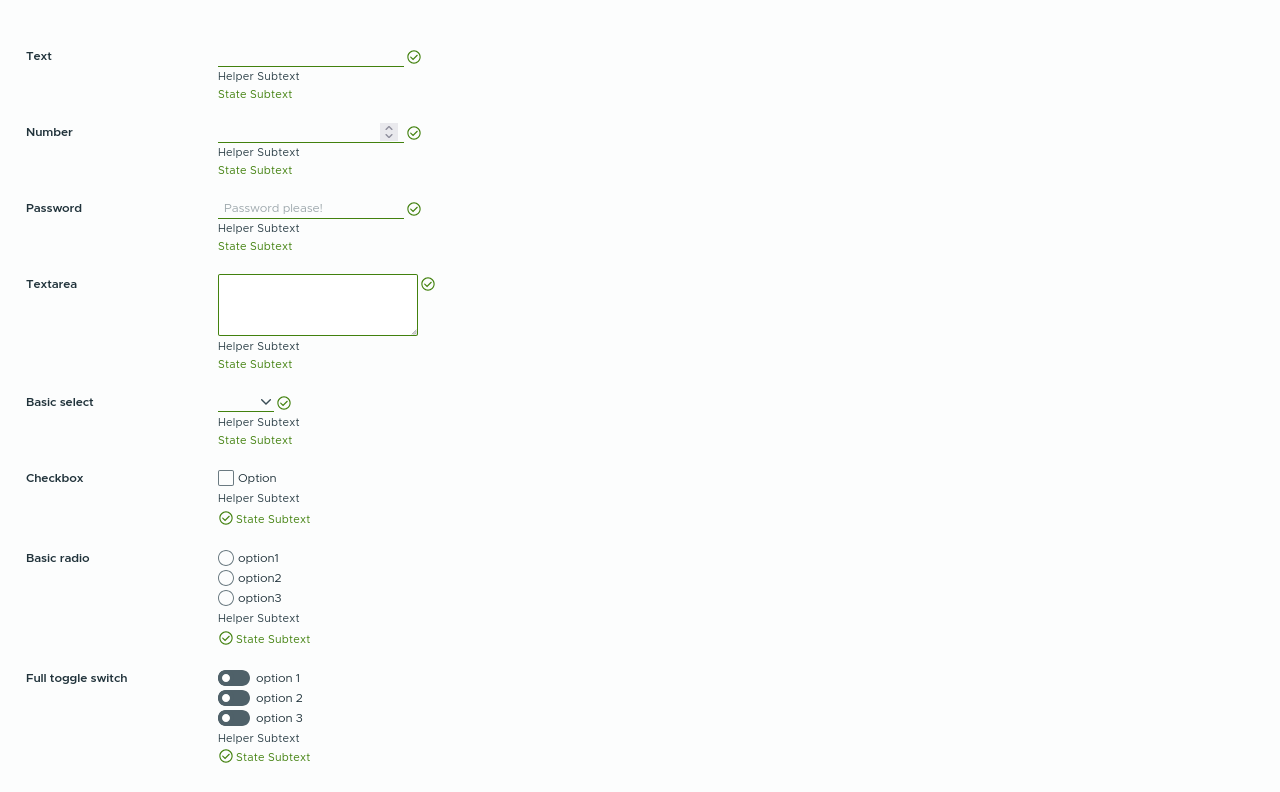 Text
Helper Subtext
State Subtext
Number
Helper Subtext
State Subtext
Password Password please!
Helper Subtext
State Subtext
Textarea
Helper Subtext
State Subtext
Basic select
Helper Subtext
State Subtext
Checkbox Option
Helper Subtext
State Subtext
Basic radio option1
option2
option3
Helper Subtext
State Subtext
Full toggle switch option 1
option 2
option 3
Helper Subtext
State Subtext